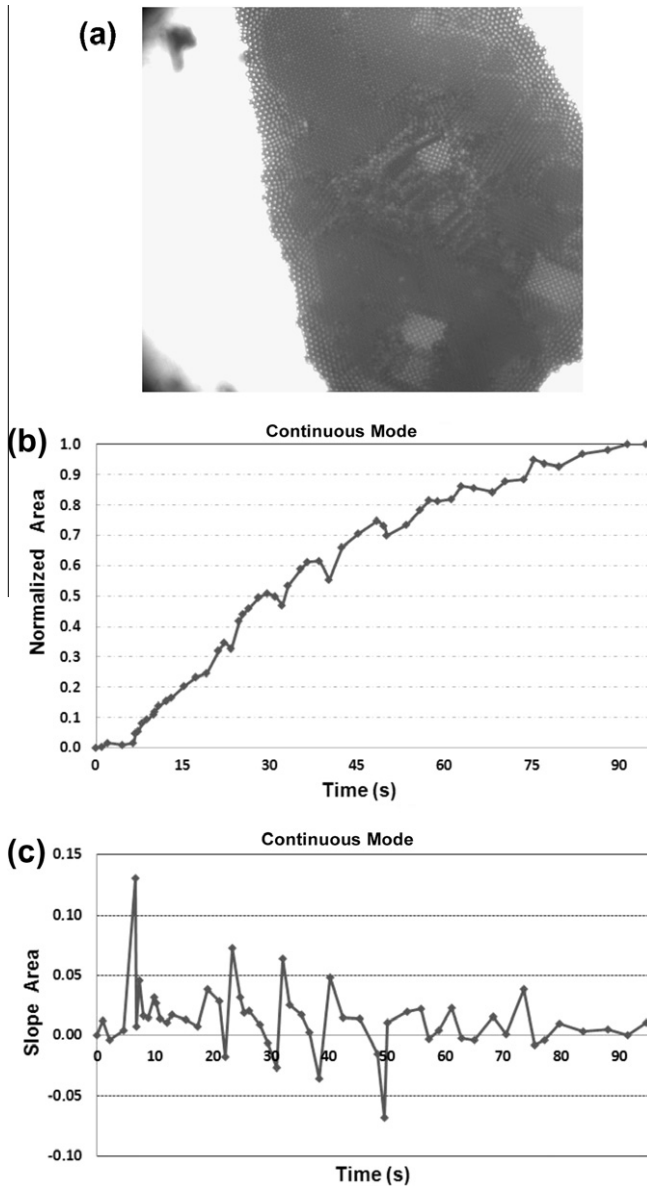 (a)
(b)
Continuous Mode
Normalized Area
1.0
0.9
0.8
0.7
0.6
0.5
0.4
0.3
0.2
0.1
0.0
0 15 30 45 60 75 90
Time (s)
(c)
Continuous Mode
Slope Area
0.15
0.10
0.05
0.00
-0.05
-0.10
0 10 20 30 40 50 60 70 80 90
Time (s)